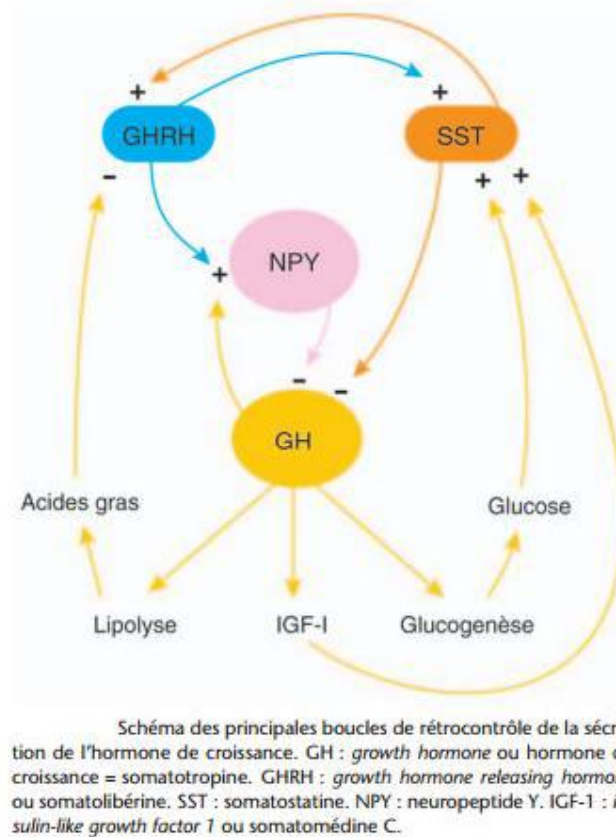 + +
GHRH SST
- + +
NPY
+
- -
GH
Acides gras Glucose
Lipolyse IGF-I Glucogenèse
Schéma des principales boucles de rétrocontrôle de la sécr
tion de l'hormone de croissance. GH : growth hormone ou hormone
croissance = somatotropine. GHRH : growth hormone releasing hormo
ou somatolibérine. SST : somatostatine. NPY : neuropeptide Y. IGF-1 :
sulin-like growth factor 1 ou somatomédine C.